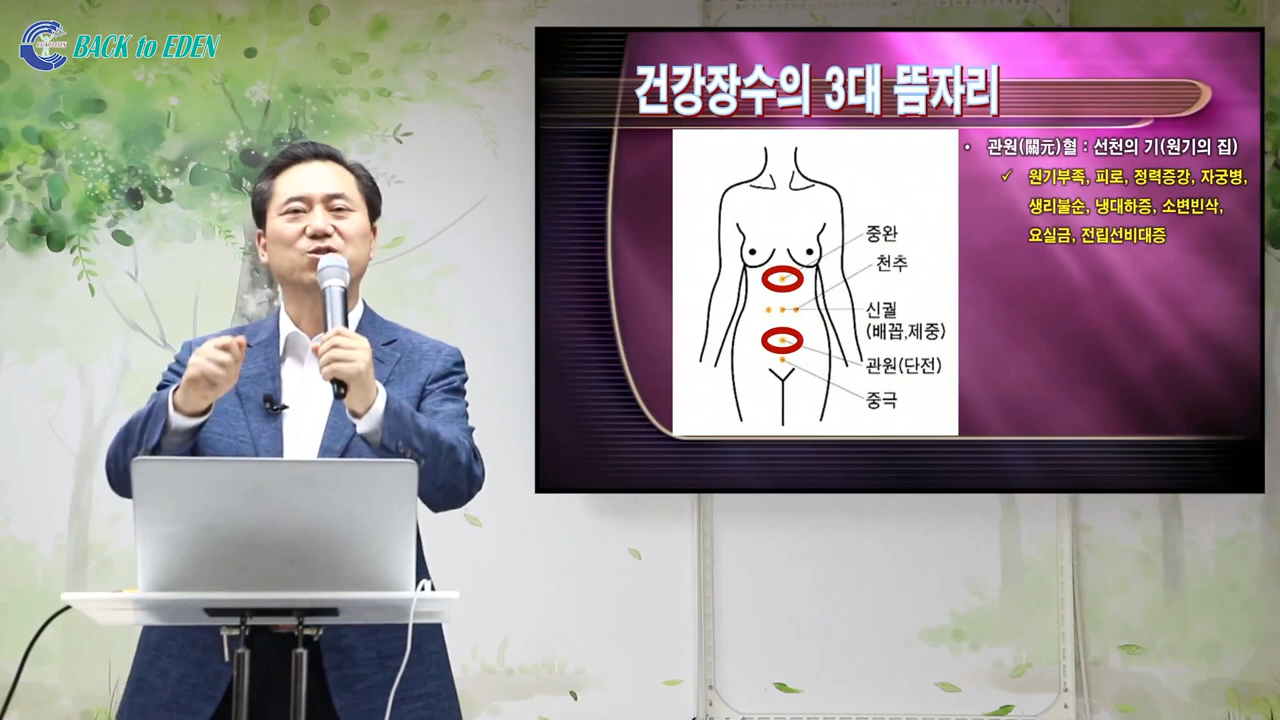 BACK to EDEN
건강장수의 3대 뜸자리
관원(關元)혈 : 선천의 기(원기의 집)
✓ 원기부족, 피로, 정력증강, 자궁병,
생리불순, 냉대하증, 소변빈삭,
요실금, 전립선비대증
중완
천추
신궐
(배꼽,제중)
관원(단전)
중극